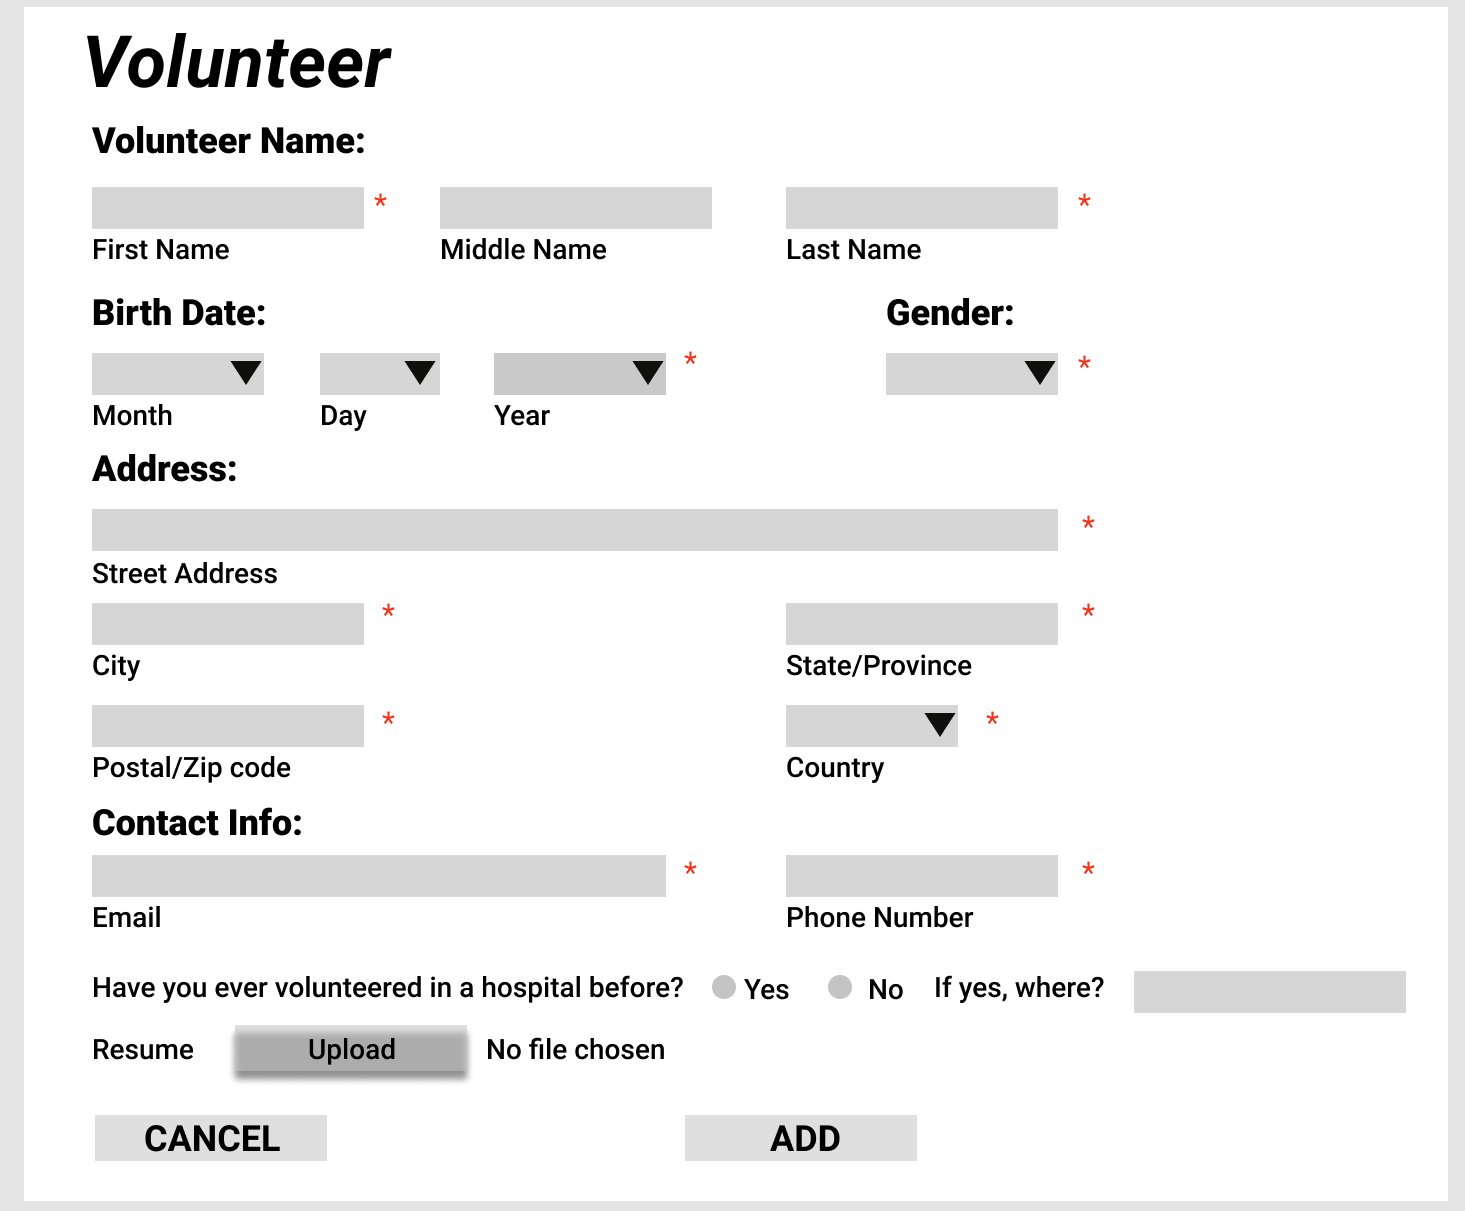 Volunteer
Volunteer Name:
* *
First Name Middle Name Last Name
Birth Date: Gender:
* *
Month Day Year
Address:
*
Street Address
* *
City State/Province
* *
Postal/Zip code Country
Contact Info:
* *
Email Phone Number
Have you ever volunteered in a hospital before? Yes No If yes, where?
Resume Upload No file chosen
CANCEL ADD